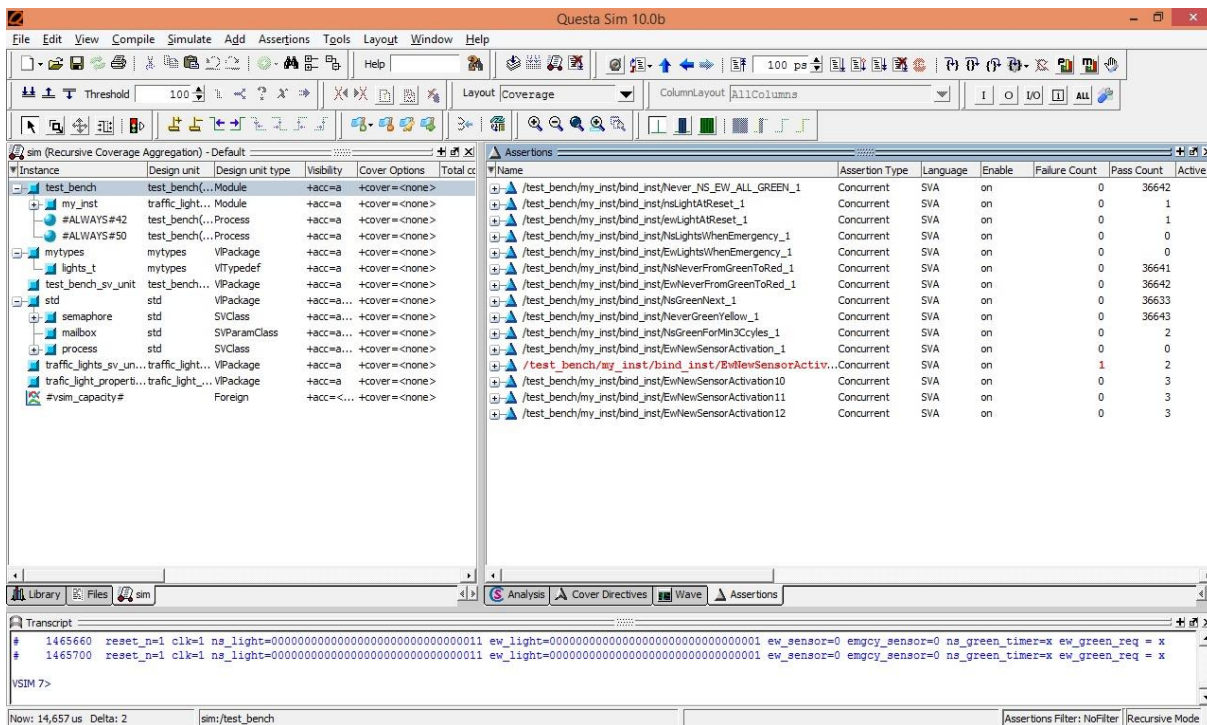 Questa Sim 10.0b
File Edit View Compile Simulate Add Assertions Tools Layout Window Help
Help 100 ps
Threshold 100 Layout Coverage ColumnLayout AllColumns I O I/O I ALL
sim (Recursive Coverage Aggregation) - Default
Instance Design unit Design unit type Visibility Cover Options Total cc
test_bench test_bench(... Module +acc=a +cover=<none>
my_inst traffic_light... Module +acc=a +cover=<none>
#ALWAYS#42 test_bench(... Process +acc=a +cover=<none>
#ALWAYS#50 test_bench(... Process +acc=a +cover=<none>
mytypes mytypes VlPackage +acc=a +cover=<none>
lights_t mytypes VlTypedef +acc=a +cover=<none>
test_bench_sv_unit test_bench... VlPackage +acc=a +cover=<none>
std std VlPackage +acc=a... +cover=<none>
semaphore std SVClass +acc=a... +cover=<none>
mailbox std SVParamClass +acc=a... +cover=<none>
process std SVClass +acc=a... +cover=<none>
traffic_lights_sv_un... traffic_light... VlPackage +acc=a +cover=<none>
trafic_light_properti... trafic_light_... VlPackage +acc=a +cover=<none>
#vsim_capacity# Foreign +acc=<... +cover=<none>
Library Files sim
Assertions
Name Assertion Type Language Enable Failure Count Pass Count Active
/test_bench/my_inst/bind_inst/Never_NS_EW_ALL_GREEN_1 Concurrent SVA on 0 36642
/test_bench/my_inst/bind_inst/nsLightAtReset_1 Concurrent SVA on 0 1
/test_bench/my_inst/bind_inst/ewLightAtReset_1 Concurrent SVA on 0 1
/test_bench/my_inst/bind_inst/NsLightsWhenEmergency_1 Concurrent SVA on 0 0
/test_bench/my_inst/bind_inst/EwLightsWhenEmergency_1 Concurrent SVA on 0 0
/test_bench/my_inst/bind_inst/NsNeverFromGreenToRed_1 Concurrent SVA on 0 36641
/test_bench/my_inst/bind_inst/EwNeverFromGreenToRed_1 Concurrent SVA on 0 36642
/test_bench/my_inst/bind_inst/NsGreenNext_1 Concurrent SVA on 0 36633
/test_bench/my_inst/bind_inst/NeverGreenYellow_1 Concurrent SVA on 0 36643
/test_bench/my_inst/bind_inst/NsGreenForMin3Ccyles_1 Concurrent SVA on 0 2
/test_bench/my_inst/bind_inst/EwNewSensorActivation_1 Concurrent SVA on 0 0
/test_bench/my_inst/bind_inst/EwNewSensorActiv... Concurrent SVA on 1 2
/test_bench/my_inst/bind_inst/EwNewSensorActivation10 Concurrent SVA on 0 3
/test_bench/my_inst/bind_inst/EwNewSensorActivation11 Concurrent SVA on 0 3
/test_bench/my_inst/bind_inst/EwNewSensorActivation12 Concurrent SVA on 0 3
Analysis Cover Directives Wave Assertions
Transcript
# 1465660 reset_n=1 clk=1 ns_light=00000000000000000000000000000011 ew_light=00000000000000000000000000000001 ew_sensor=0 emgcy_sensor=0 ns_green_timer=x ew_green_req = x
# 1465700 reset_n=1 clk=1 ns_light=00000000000000000000000000000011 ew_light=00000000000000000000000000000001 ew_sensor=0 emgcy_sensor=0 ns_green_timer=x ew_green_req = x
VSIM 7>
Now: 14,657 us Delta: 2 sim:/test_bench Assertions Filter: NoFilter Recursive Mode